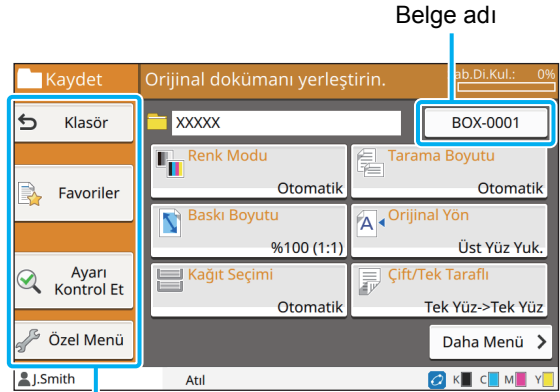 Belge adı
Kaydet
Orijinal dokümanı yerleştirin.
ab.Di.Kul.: 0%
Klasör
XXXXX
BOX-0001
Renk Modu
Otomatik
Tarama Boyutu
Otomatik
Favoriler
Baskı Boyutu
%100 (1:1)
A
Orijinal Yön
Üst Yüz Yuk.
Ayarı
Kontrol Et
Kağıt Seçimi
Otomatik
Çift/Tek Taraflı
Tek Yüz->Tek Yüz
Özel Menü
Daha Menü
J.Smith
Atıl
K C M Y